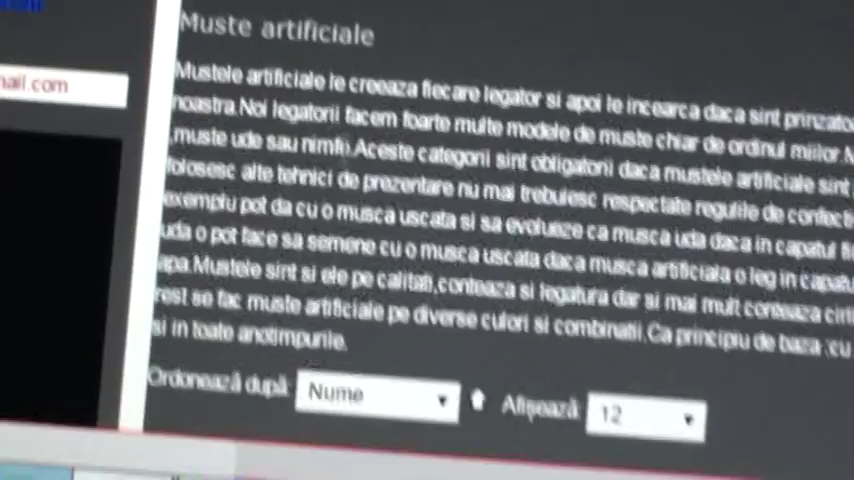 Muste artificiale
ail.com
Mustele artificiale le creeaza fiecare legator si apoi le incearca daca sint
noastra.Noi legatorii facem foarte multe modele de muste chiar de ordinul miilor.
,muste ude sau nimfe.Aceste categorii sint obligatorii daca mustele artificiale sint
folosesc alte tehnici de prezentare nu mai trebuiesc respectate regulile de
exemplu pot da cu o musca uscata si sa evolueze ca musca uda daca in capatul
uda o pot face sa semene cu o musca uscata daca musca artificiala o leg in
apa.Mustele sint si ele pe calitati,conteaza si legatura dar si mai mult conteaza
rest se fac muste artificiale pe diverse culori si combinatii.Ca principiu de baza ,cu
si in toate anotimpurile.
Ordonează după: Nume Afişează: 12